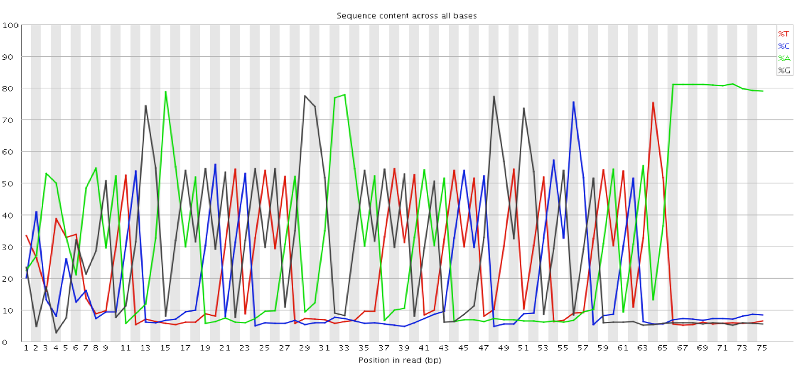 Sequence content across all bases
100
90
80
70
60
50
40
30
20
10
0
%T
%C
%A
%G
1 2 3 4 5 6 7 8 9 11 13 15 17 19 21 23 25 27 29 31 33 35 37 39 41 43 45 47 49 51 53 55 57 59 61 63 65 67 69 71 73 75
Position in read (bp)